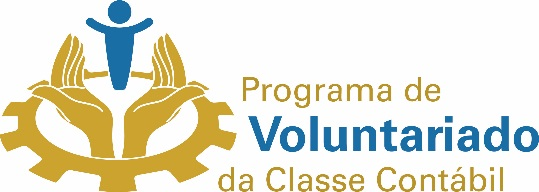 Programa de
Voluntariado
da Classe Contábil